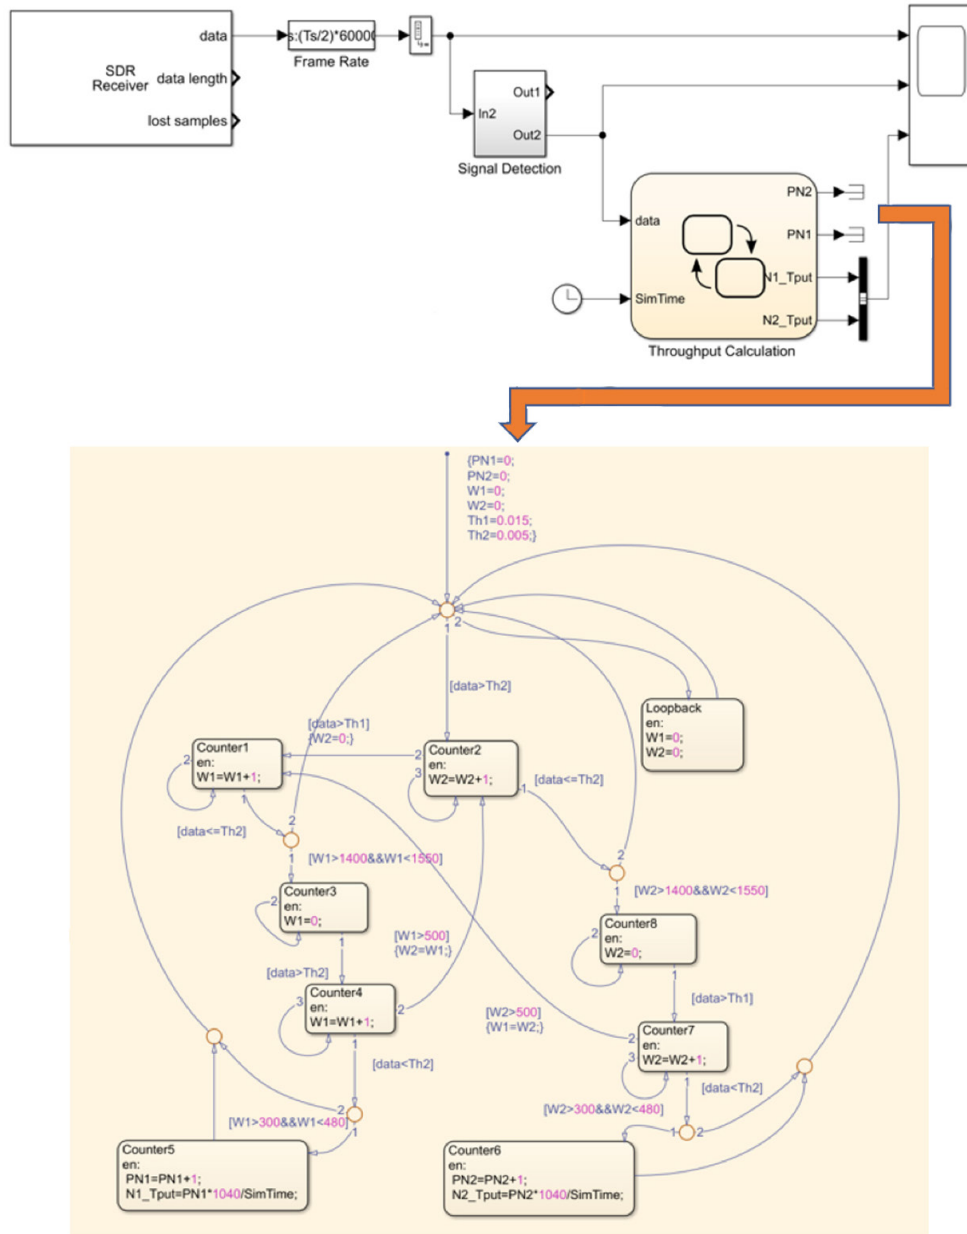 data
SDR
Receiver
data length
lost samples
s:(Ts/2)*6000
Frame Rate
In2
Out1
Out2
Signal Detection
data
SimTime
PN2
PN1
N1_Tput
N2_Tput
Throughput Calculation
{PN1=0;
PN2=0;
W1=0;
W2=0;
Th1=0.015;
Th2=0.005;}
1
2
[data>Th2]
Loopback
en:
W1=0;
W2=0;
[data>Th1]
{W2=0;}
Counter1
en:
W1=W1+1;
2
1
Counter2
en:
W2=W2+1;
2
3
1
[data<=Th2]
[data<=Th2]
2
1
[W1>1400&&W1<1550]
2
1
[W2>1400&&W2<1550]
Counter3
en:
W1=0;
2
1
Counter8
en:
W2=0;
2
1
[W1>500]
{W2=W1;}
[data>Th2]
[data>Th1]
Counter4
en:
W1=W1+1;
3
2
1
[W2>500]
{W1=W2;}
Counter7
en:
W2=W2+1;
2
3
1
[data<Th2]
[data<Th2]
2
1
[W1>300&&W1<480]
[W2>300&&W2<480]
1
2
Counter5
en:
PN1=PN1+1;
N1_Tput=PN1*1040/SimTime;
Counter6
en:
PN2=PN2+1;
N2_Tput=PN2*1040/SimTime;